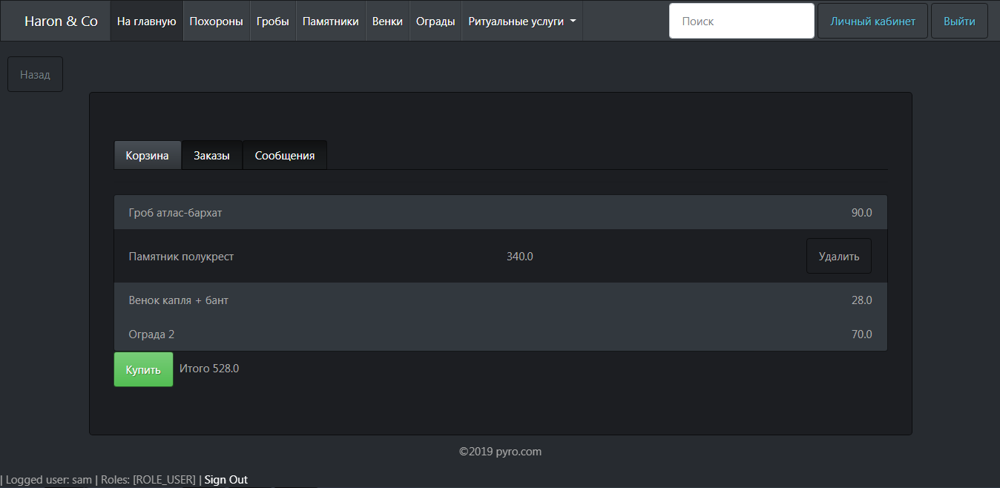 Haron & Co На главную Похороны Гробы Памятники Венки Ограды Ритуальные услуги Поиск Личный кабинет Выйти
Назад
Корзина Заказы Сообщения
Гроб атлас-бархат 90.0
Памятник полукрест 340.0 Удалить
Венок капля + бант 28.0
Ограда 2 70.0
Купить Итого 528.0
©2019 pyro.com
| Logged user: sam | Roles: [ROLE_USER] | Sign Out